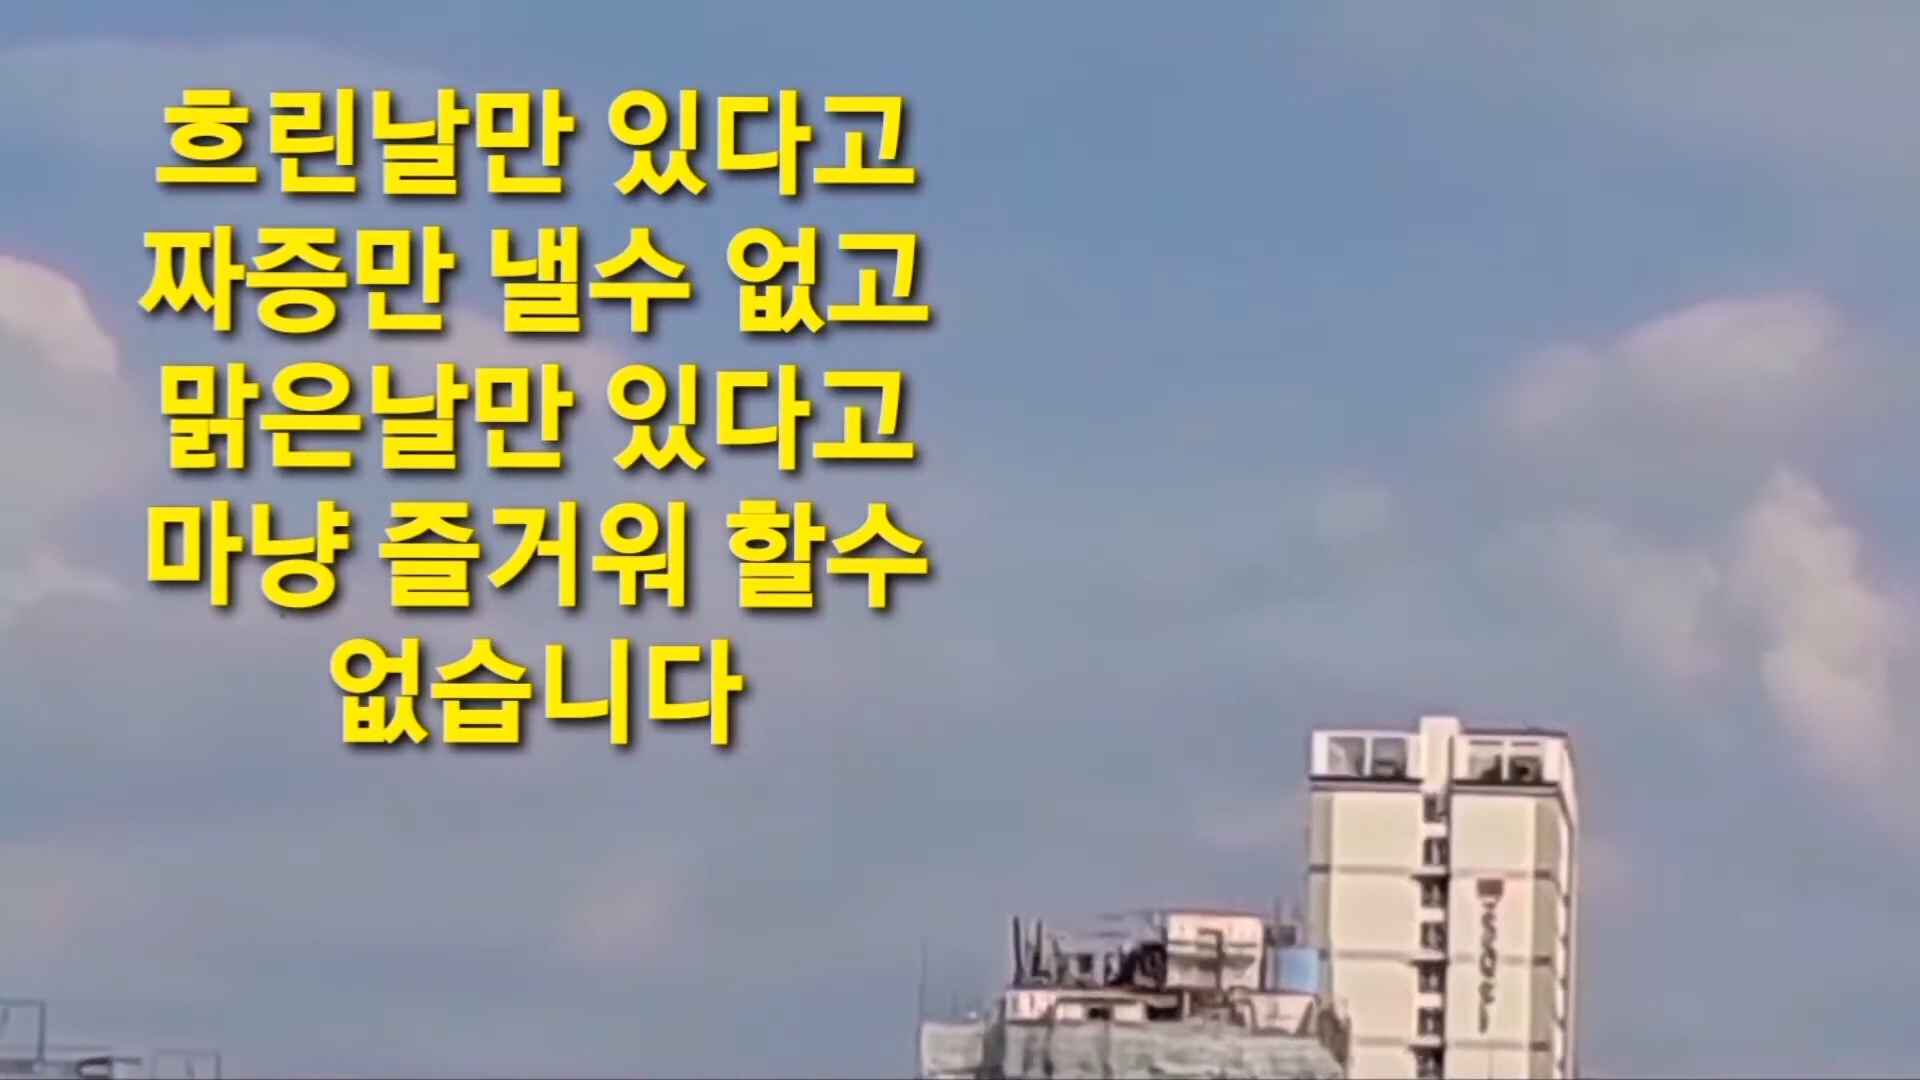 흐린날만 있다고
짜증만 낼수 없고
맑은날만 있다고
마냥 즐거워 할수
없습니다